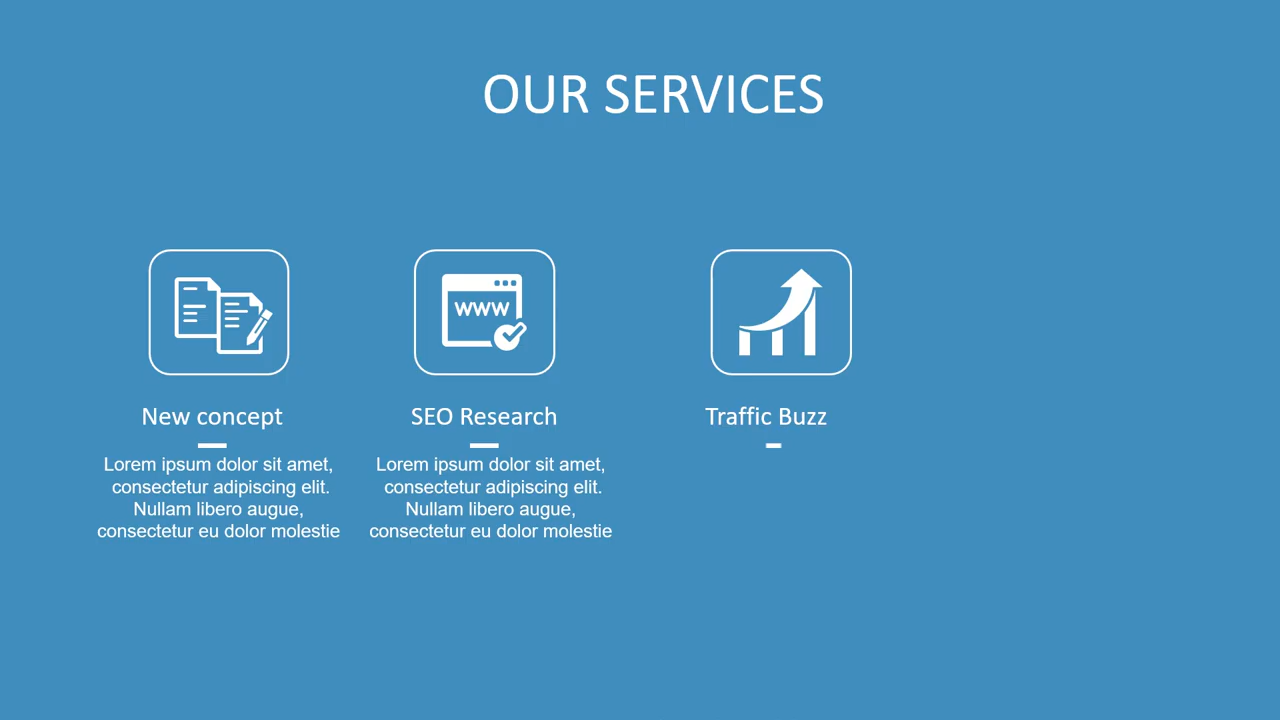 OUR SERVICES
WWW
New concept
Lorem ipsum dolor sit amet,
consectetur adipiscing elit.
Nullam libero augue,
consectetur eu dolor molestie
SEO Research
Lorem ipsum dolor sit amet,
consectetur adipiscing elit.
Nullam libero augue,
consectetur eu dolor molestie
Traffic Buzz